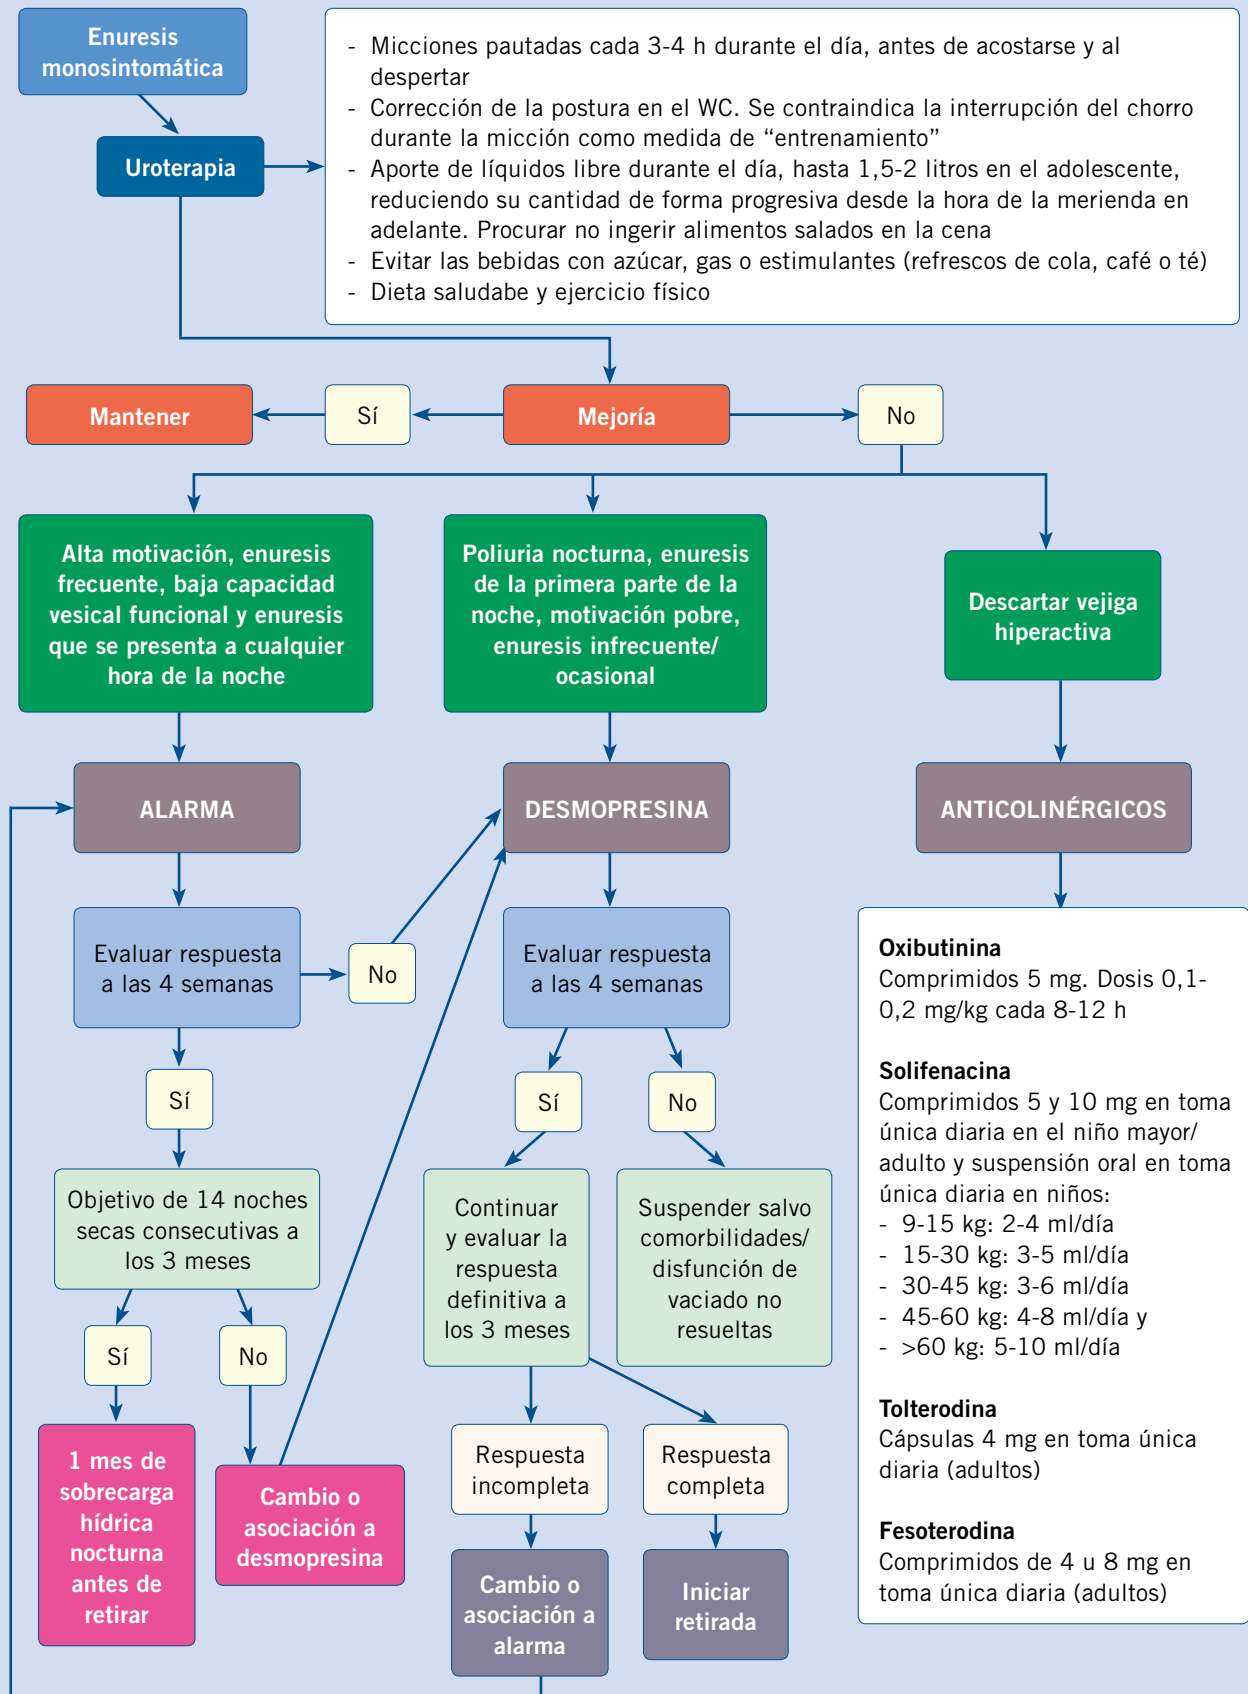 Enuresis
monosintomática
- Micciones pautadas cada 3-4 h durante el día, antes de acostarse y al
despertar
- Corrección de la postura en el WC. Se contraindica la interrupción del chorro
durante la micción como medida de “entrenamiento”
- Aporte de líquidos libre durante el día, hasta 1,5-2 litros en el adolescente,
reduciendo su cantidad de forma progresiva desde la hora de la merienda en
adelante. Procurar no ingerir alimentos salados en la cena
- Evitar las bebidas con azúcar, gas o estimulantes (refrescos de cola, café o té)
- Dieta saludabe y ejercicio físico
Uroterapia
Mantener
Sí
Mejoría
No
Alta motivación, enuresis
frecuente, baja capacidad
vesical funcional y enuresis
que se presenta a cualquier
hora de la noche
Poliuria nocturna, enuresis
de la primera parte de la
noche, motivación pobre,
enuresis infrecuente/
ocasional
Descartar vejiga
hiperactiva
ALARMA
DESMOPRESINA
ANTICOLINÉRGICOS
Evaluar respuesta
a las 4 semanas
No
Evaluar respuesta
a las 4 semanas
Sí
Sí
No
Objetivo de 14 noches
secas consecutivas a
los 3 meses
Continuar
y evaluar la
respuesta
definitiva a
los 3 meses
Suspender salvo
comorbilidades/
disfunción de
vaciado no
resueltas
Sí
No
1 mes de
sobrecarga
hídrica
nocturna
antes de
retirar
Cambio o
asociación a
desmopresina
Respuesta
incompleta
Respuesta
completa
Cambio o
asociación a
alarma
Iniciar
retirada
Oxibutinina
Comprimidos 5 mg. Dosis 0,1-
0,2 mg/kg cada 8-12 h
Solifenacina
Comprimidos 5 y 10 mg en toma
única diaria en el niño mayor/
adulto y suspensión oral en toma
única diaria en niños:
- 9-15 kg: 2-4 ml/día
- 15-30 kg: 3-5 ml/día
- 30-45 kg: 3-6 ml/día
- 45-60 kg: 4-8 ml/día y
- >60 kg: 5-10 ml/día
Tolterodina
Cápsulas 4 mg en toma única
diaria (adultos)
Fesoterodina
Comprimidos de 4 u 8 mg en
toma única diaria (adultos)